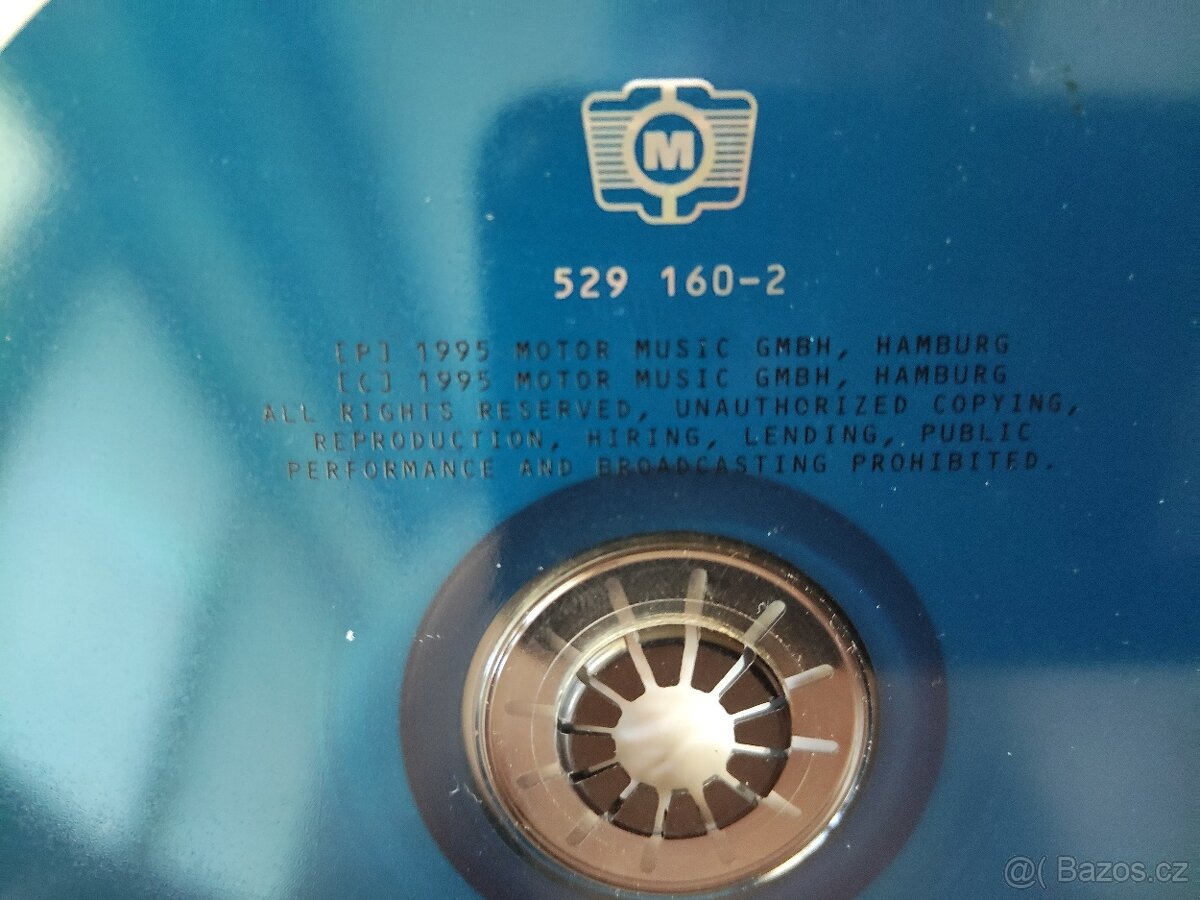 M
529 160-2
[P] 1995 MOTOR MUSIC GMBH, HAMBURG
[C] 1995 MOTOR MUSIC GMBH, HAMBURG
ALL RIGHTS RESERVED, UNAUTHORIZED COPYING,
REPRODUCTION, HIRING, LENDING, PUBLIC
PERFORMANCE AND BROADCASTING PROHIBITED.
@( Bazos.cz